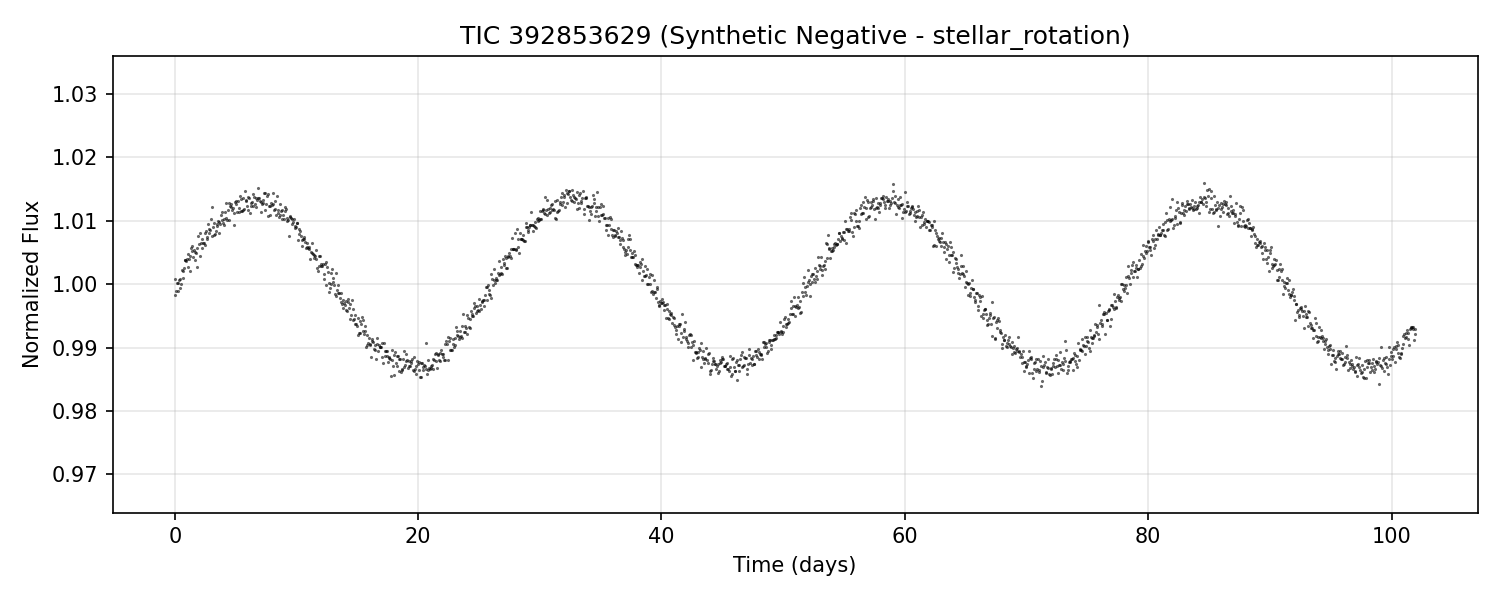 TIC 392853629 (Synthetic Negative - stellar_rotation)
1.03
1.02
1.01
1.00
0.99
0.98
0.97
Normalized Flux
0 20 40 60 80 100
Time (days)